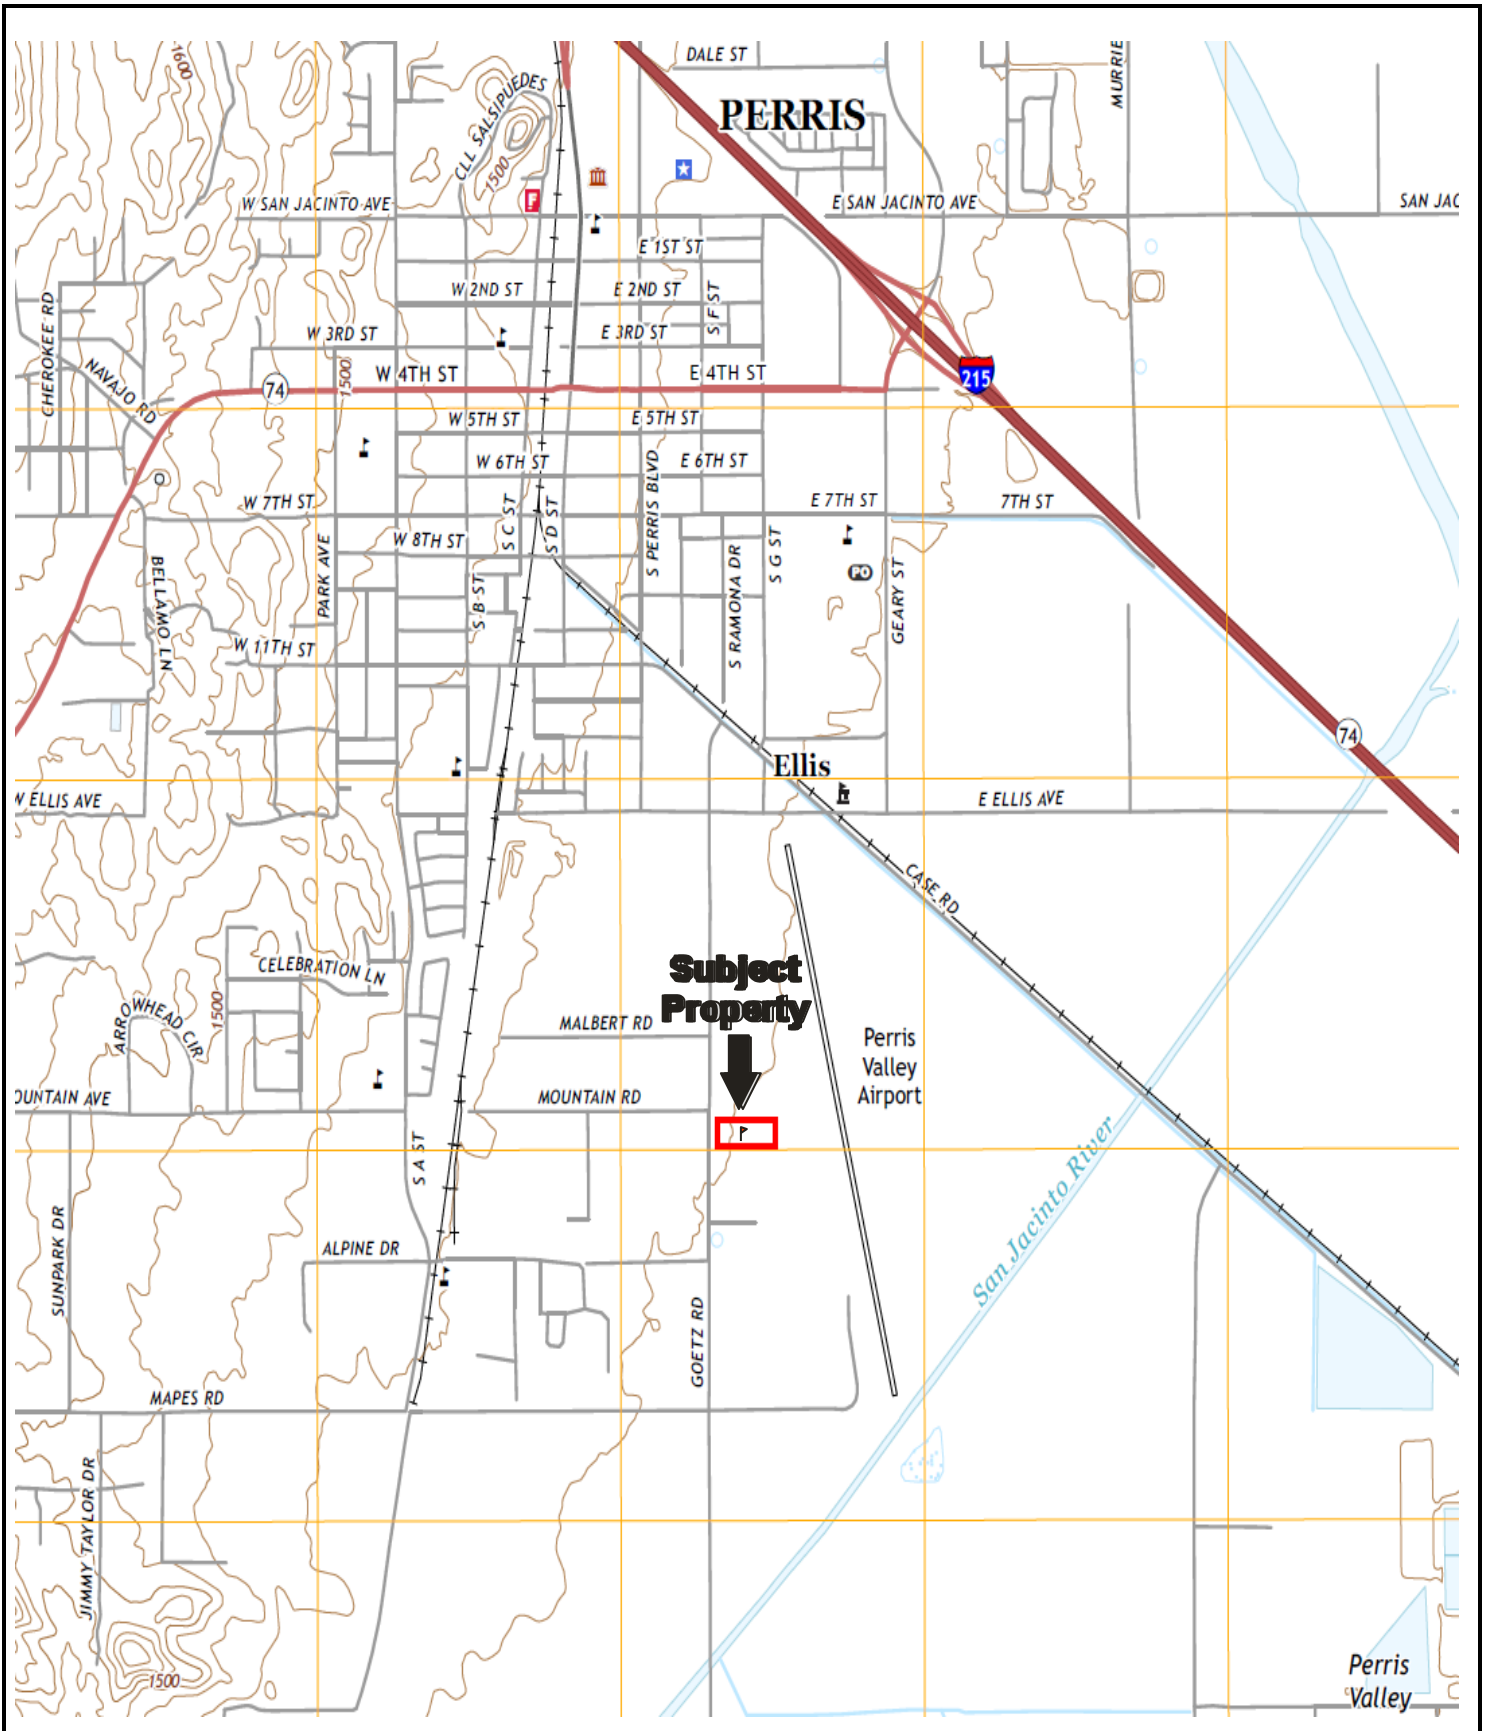 1600
DALE ST
MURRIE
CLL SALSIPUEDES
PERRIS
1500
W SAN JACINTO AVE
E SAN JACINTO AVE
SAN JAC
F
E 1ST ST
W 2ND ST
E 2ND ST
S F ST
CHEROKEE RD
W 3RD ST
E 3RD ST
NAVAJO RD
74
1500
W 4TH ST
E 4TH ST
215
W 5TH ST
E 5TH ST
W 6TH ST
E 6TH ST
W 7TH ST
S C ST
S D ST
S PERRIS BLVD
E 7TH ST
7TH ST
W 8TH ST
BELLAMO LN
PARK AVE
S B ST
S RAMONA DR
S G ST
PO
GEARY ST
W 11TH ST
74
Ellis
W ELLIS AVE
E ELLIS AVE
CASE RD
CELEBRATION LN
Subject
Property
1500
ARROWHEAD CIR
MALBERT RD
Perris
Valley
Airport
OUNTAIN AVE
MOUNTAIN RD
S A ST
San Jacinto River
SUNPARK DR
ALPINE DR
GOETZ RD
MAPES RD
JIMMY TAYLOR DR
1500
Perris
Valley